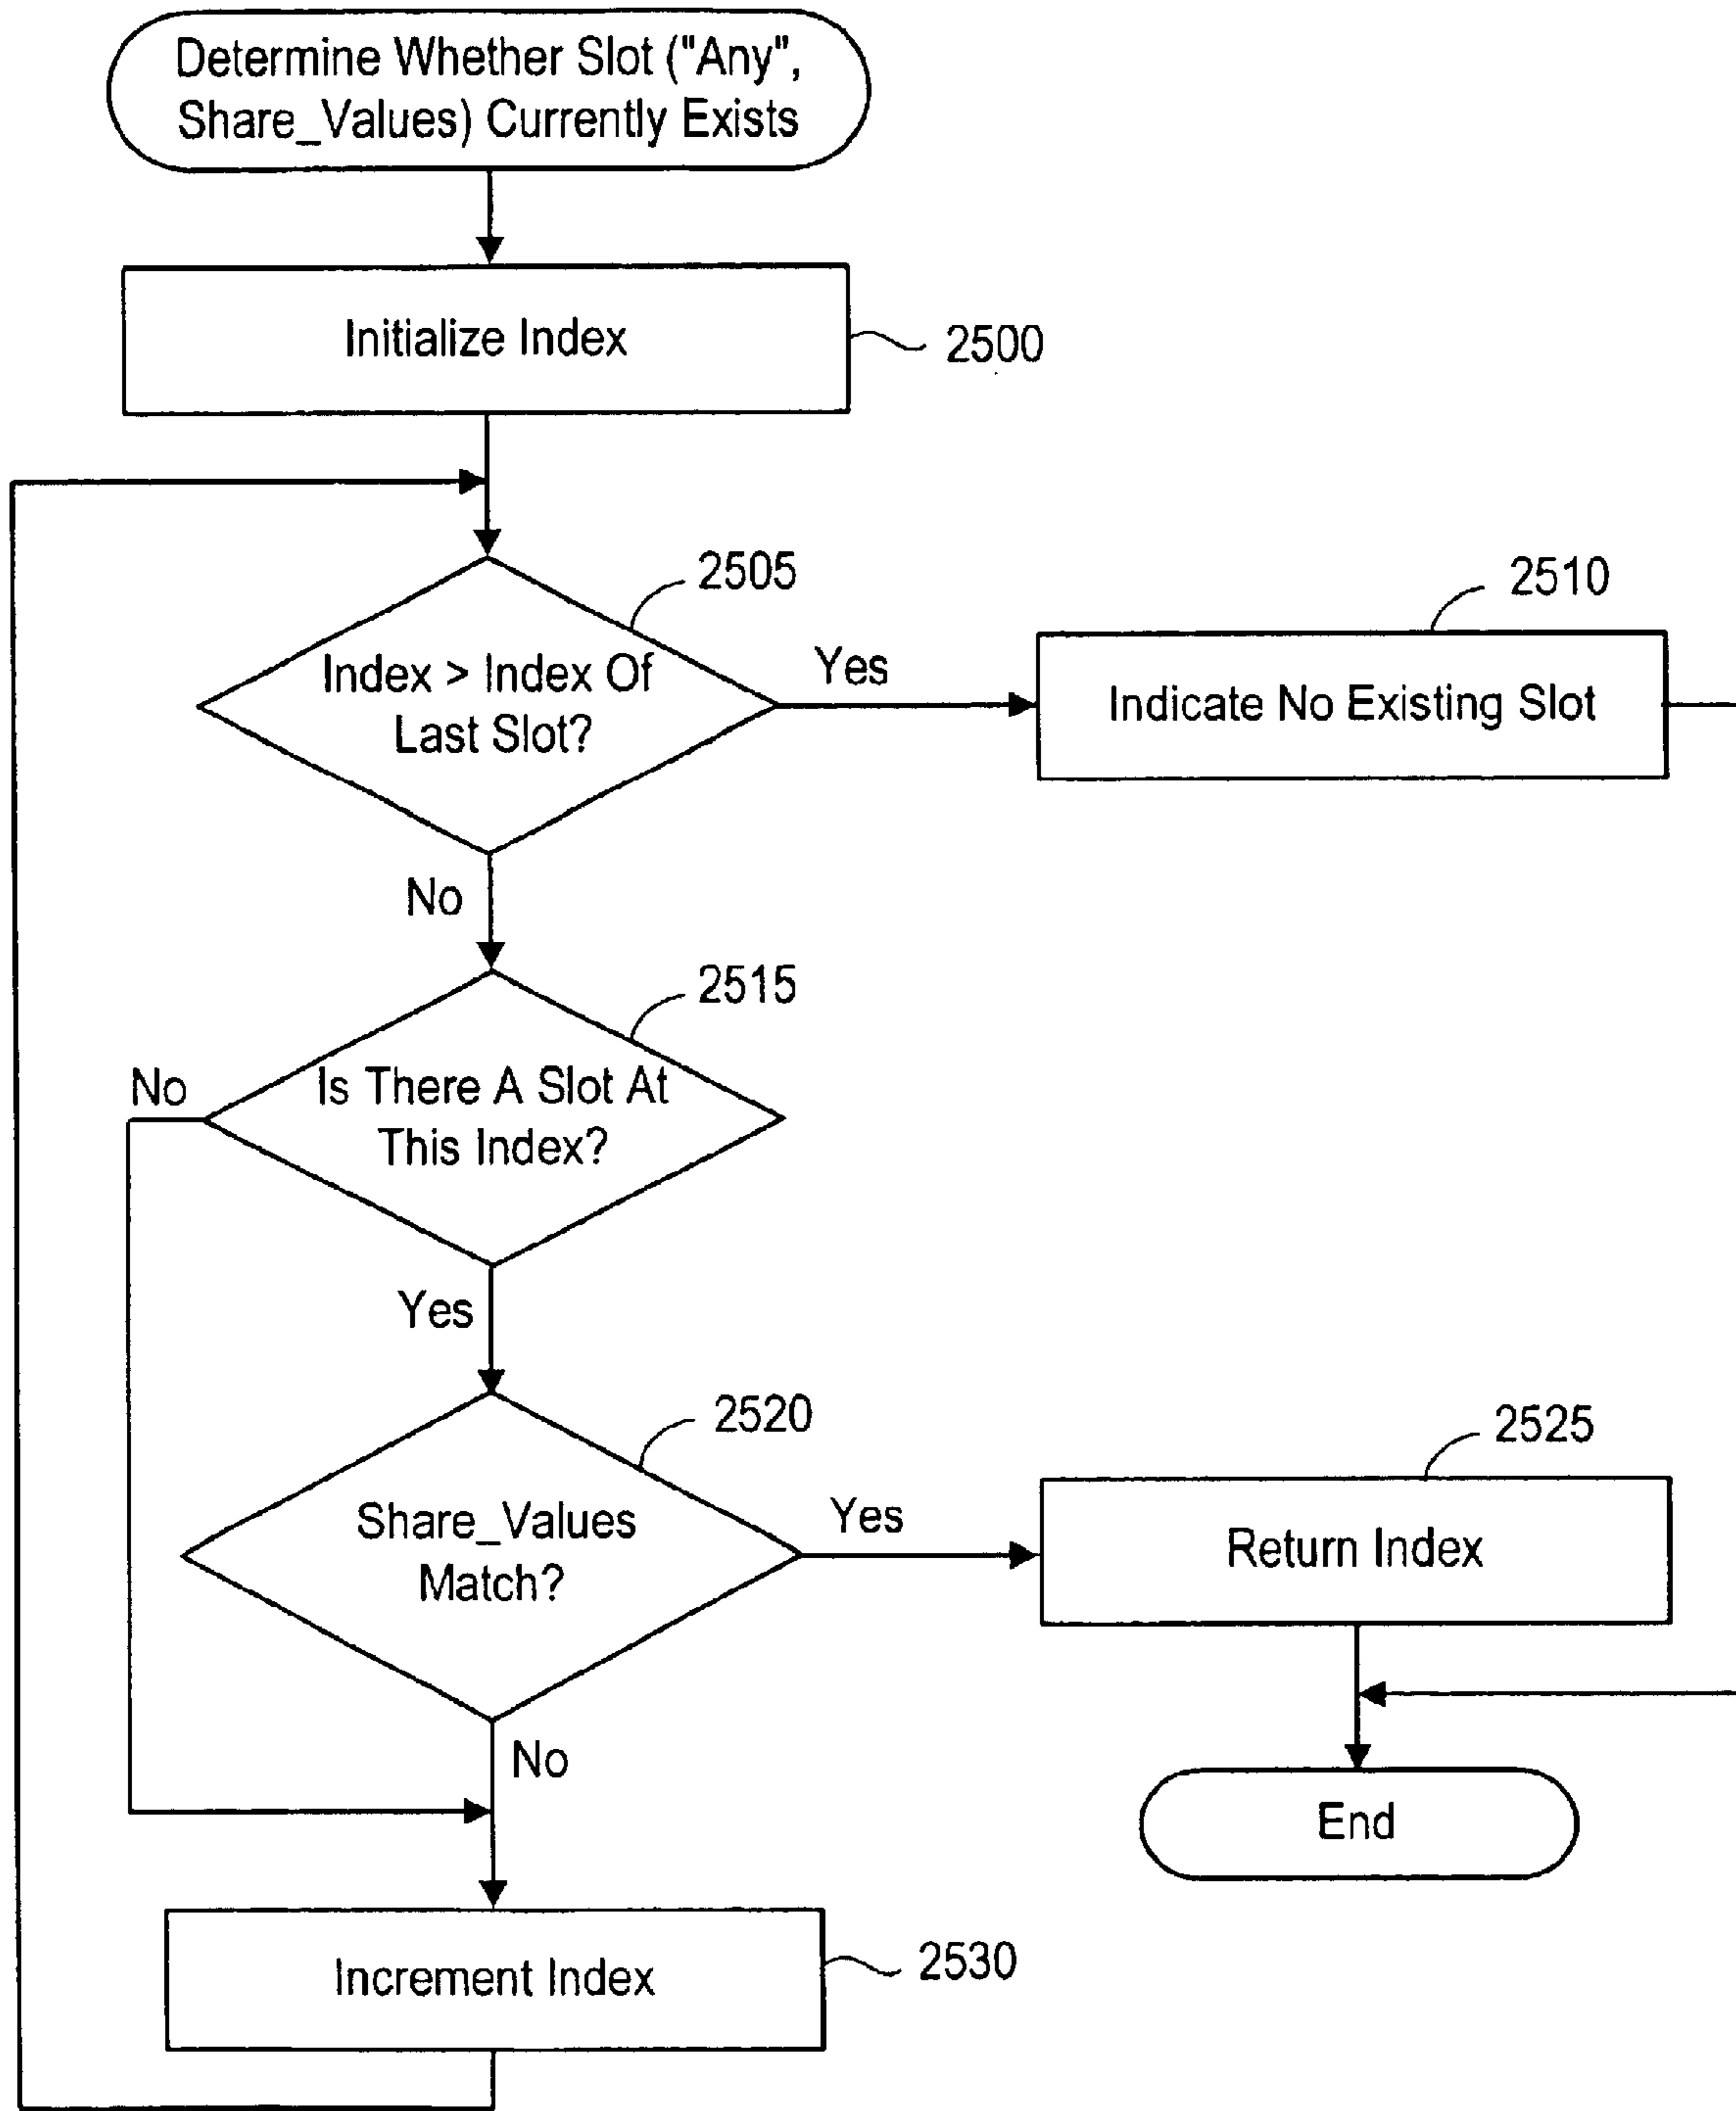 Determine Whether Slot ("Any",
Share_Values) Currently Exists
Initialize Index
2500
2505
Index > Index Of
Last Slot?
Yes
2510
Indicate No Existing Slot
No
2515
Is There A Slot At
This Index?
No
Yes
2520
Share_Values
Match?
Yes
2525
Return Index
No
End
Increment Index
2530